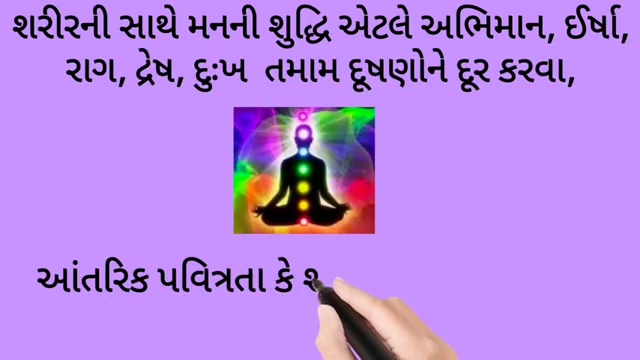 શરીરની સાથે મનની શુદ્ધિ એટલે અભિમાન, ઈર્ષા,
રાગ, દ્રેષ, દુઃખ તમામ દૂષણોને દૂર કરવા,
આંતરિક પવિત્રતા કે